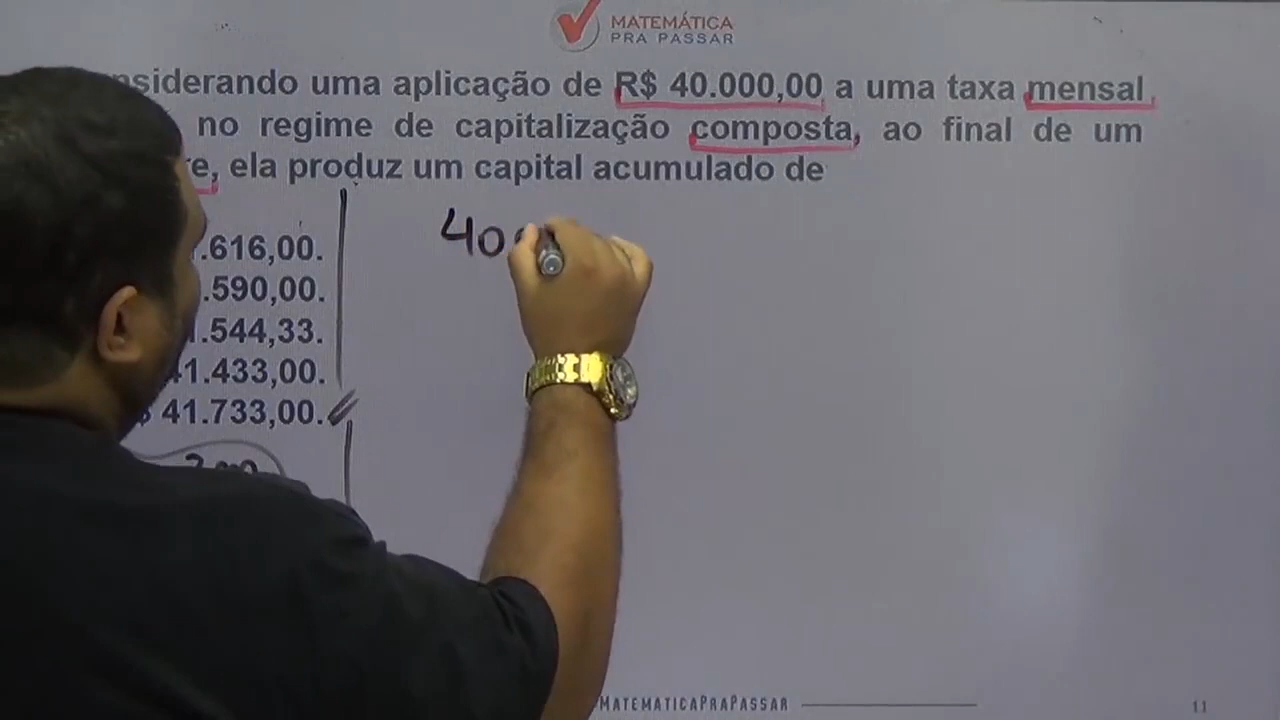 MATEMÁTICA
PRA PASSAR
nsiderando uma aplicação de R$ 40.000,00 a uma taxa mensal
no regime de capitalização composta, ao final de um
re, ela produz um capital acumulado de
.616,00.
.590,00.
1.544,33.
41.433,00.
$ 41.733,00.
400
MATEMATICAPRAPASSAR
11